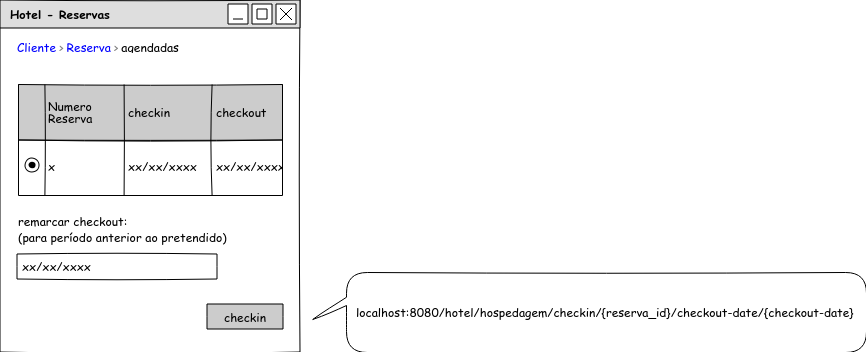 Hotel - Reservas
Cliente > Reserva > agendadas
Numero
Reserva
checkin
checkout
x
xx/xx/xxxx
xx/xx/xxxx
remarcar checkout:
(para período anterior ao pretendido)
xx/xx/xxxx
checkin
localhost:8080/hotel/hospedagem/checkin/{reserva_id}/checkout-date/{checkout-date}